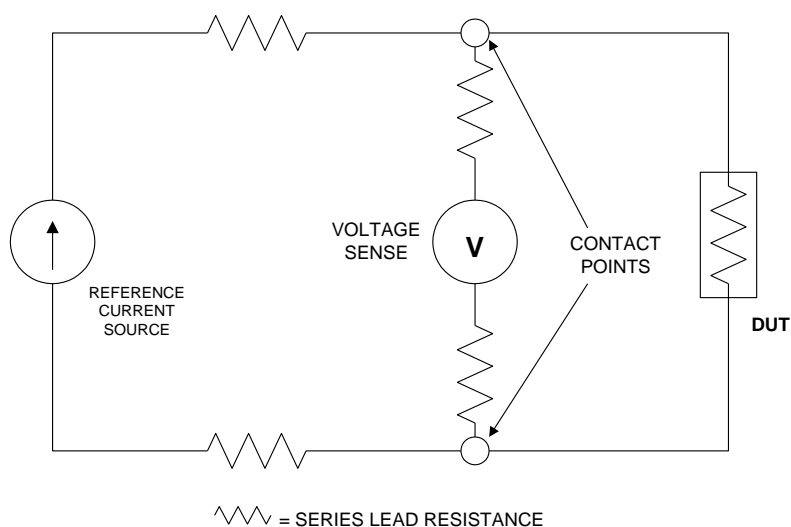 VOLTAGE
SENSE
V
CONTACT
POINTS
REFERENCE
CURRENT
SOURCE
DUT
= SERIES LEAD RESISTANCE